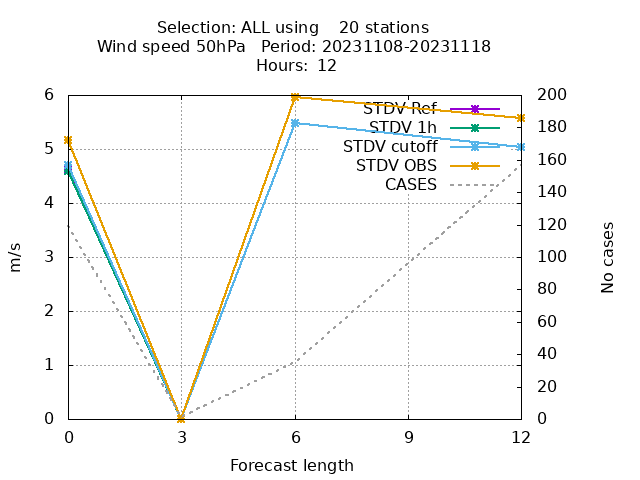 Selection: ALL using    20 stations
Wind speed 50hPa   Period: 20231108-20231118
Hours: 12
STDV Ref
STDV 1h
STDV cutoff
STDV OBS
CASES
6
5
4
3
2
1
0
200
180
160
140
120
100
80
60
40
20
0
m/s
No cases
0 3 6 9 12
Forecast length